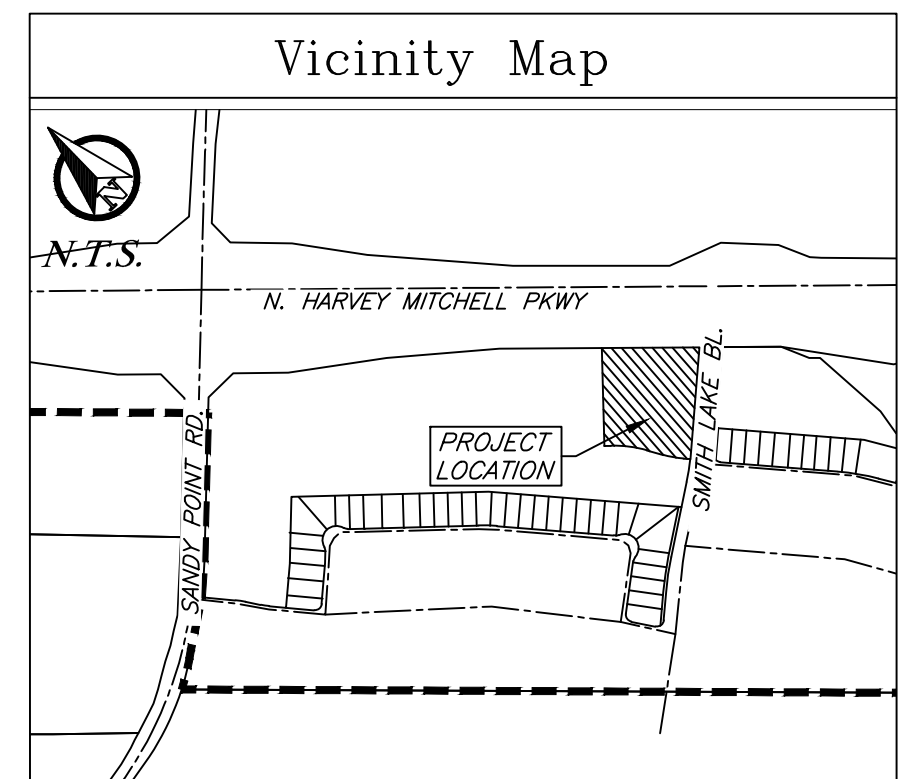 Vicinity Map
N
N.T.S.
N. HARVEY MITCHELL PKWY
SMITH LAKE BL.
SANDY POINT RD.
PROJECT
LOCATION